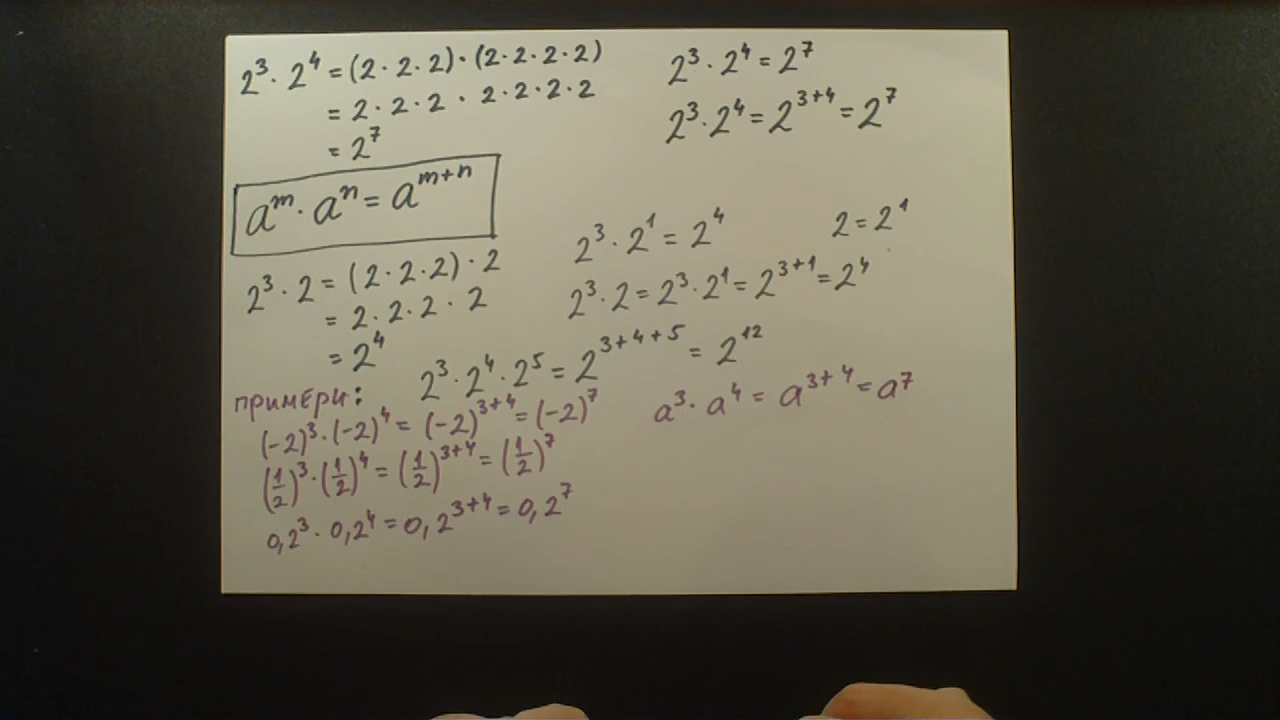 2³ · 2⁴ = (2 · 2 · 2) · (2 · 2 · 2 · 2)
= 2 · 2 · 2 · 2 · 2 · 2 · 2
= 2⁷
2³ · 2⁴ = 2⁷
2³ · 2⁴ = 2³⁺⁴ = 2⁷
aᵐ · aⁿ = aᵐ⁺ⁿ
2³ · 2 = (2 · 2 · 2) · 2
= 2 · 2 · 2 · 2
= 2⁴
2³ · 2¹ = 2⁴
2 = 2¹
2³ · 2 = 2³ · 2¹ = 2³⁺¹ = 2⁴
2³ · 2⁴ · 2⁵ = 2³⁺⁴⁺⁵ = 2¹²
примери:
(-2)³ · (-2)⁴ = (-2)³⁺⁴ = (-2)⁷
(1/2)³ · (1/2)⁴ = (1/2)³⁺⁴ = (1/2)⁷
0,2³ · 0,2⁴ = 0,2³⁺⁴ = 0,2⁷
a³ · a⁴ = a³⁺⁴ = a⁷